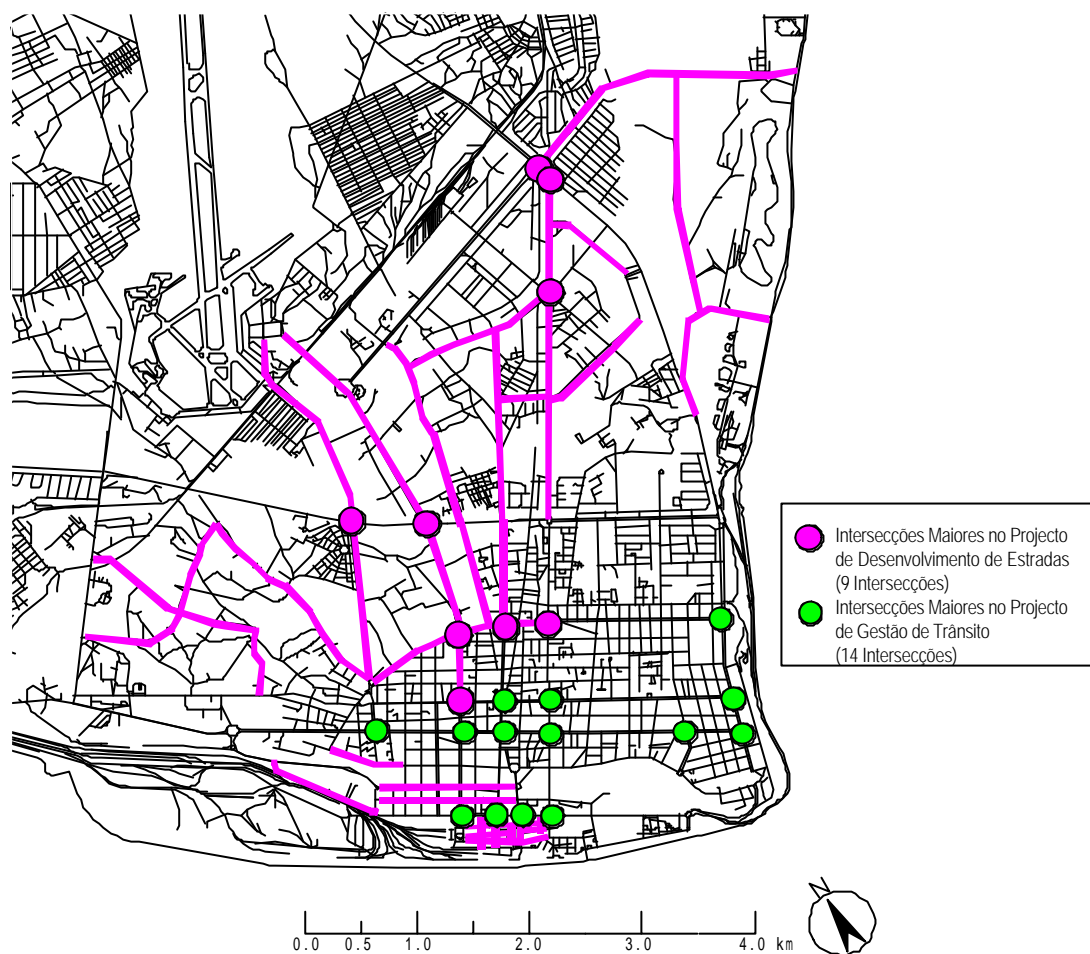 Intersecções Maiores no Projecto
de Desenvolvimento de Estradas
(9 Intersecções)
Intersecções Maiores no Projecto
de Gestão de Trânsito
(14 Intersecções)
N
0.0 0.5 1.0 2.0 3.0 4.0 km